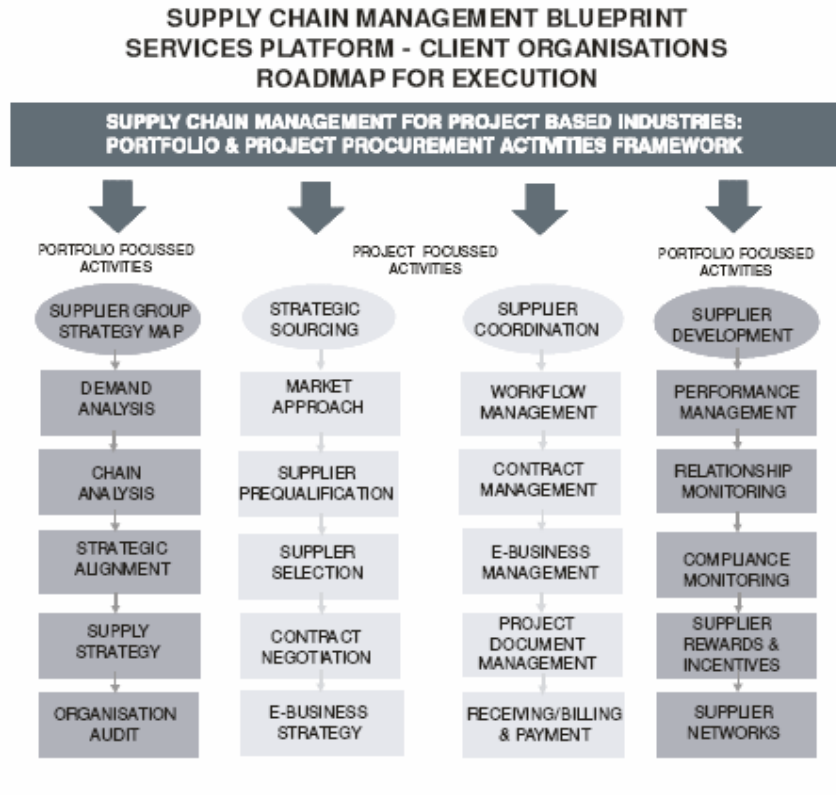 SUPPLY CHAIN MANAGEMENT BLUEPRINT
SERVICES PLATFORM - CLIENT ORGANISATIONS
ROADMAP FOR EXECUTION
SUPPLY CHAIN MANAGEMENT FOR PROJECT BASED INDUSTRIES:
PORTFOLIO & PROJECT PROCUREMENT ACTIVITIES FRAMEWORK
PORTFOLIO FOCUSSED
ACTIVITIES
SUPPLIER GROUP
STRATEGY MAP
DEMAND
ANALYSIS
CHAIN
ANALYSIS
STRATEGIC
ALIGNMENT
SUPPLY
STRATEGY
ORGANISATION
AUDIT
PROJECT FOCUSSED
ACTIVITIES
STRATEGIC
SOURCING
MARKET
APPROACH
SUPPLIER
PREQUALIFICATION
SUPPLER
SELECTION
CONTRACT
NEGOTIATION
E-BUSINESS
STRATEGY
SUPPLIER
COORDINATION
WORKFLOW
MANAGEMENT
CONTRACT
MANAGEMENT
E-BUSINESS
MANAGEMENT
PROJECT
DOCUMENT
MANAGEMENT
RECEIVING/BILLING
& PAYMENT
PORTFOLIO FOCUSSED
ACTIVITIES
SUPPLIER
DEVELOPMENT
PERFORMANCE
MANAGEMENT
RELATIONSHIP
MONITORING
COMPLIANCE
MONITORING
SUPPLIER
REWARDS &
INCENTIVES
SUPPLIER
NETWORKS